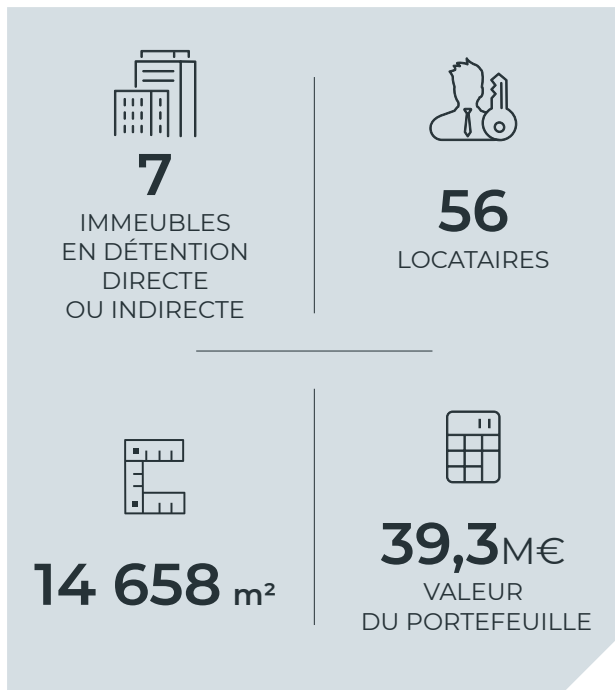 7
IMMEUBLES
EN DÉTENTION
DIRECTE
OU INDIRECTE
56
LOCATAIRES
14 658 m²
39,3M€
VALEUR
DU PORTEFEUILLE